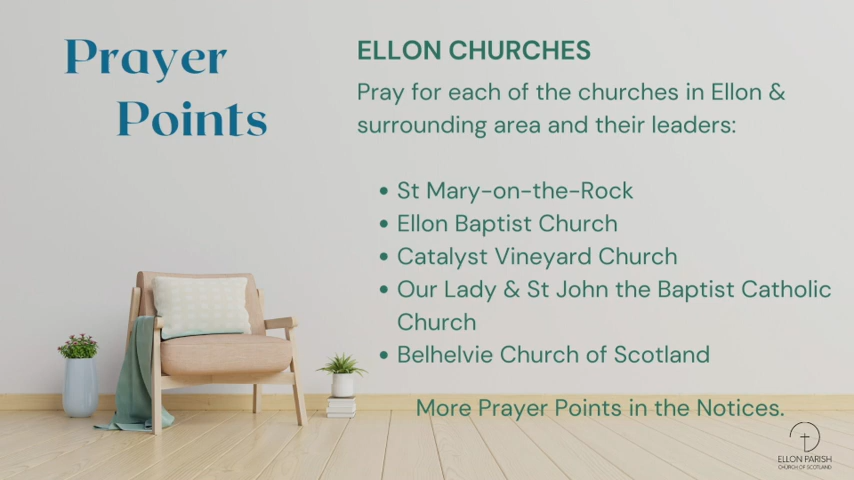 Prayer
Points
ELLON CHURCHES
Pray for each of the churches in Ellon &
surrounding area and their leaders:
• St Mary-on-the-Rock
• Ellon Baptist Church
• Catalyst Vineyard Church
• Our Lady & St John the Baptist Catholic
Church
• Belhelvie Church of Scotland
More Prayer Points in the Notices.
ELLON PARISH
CHURCH OF SCOTLAND